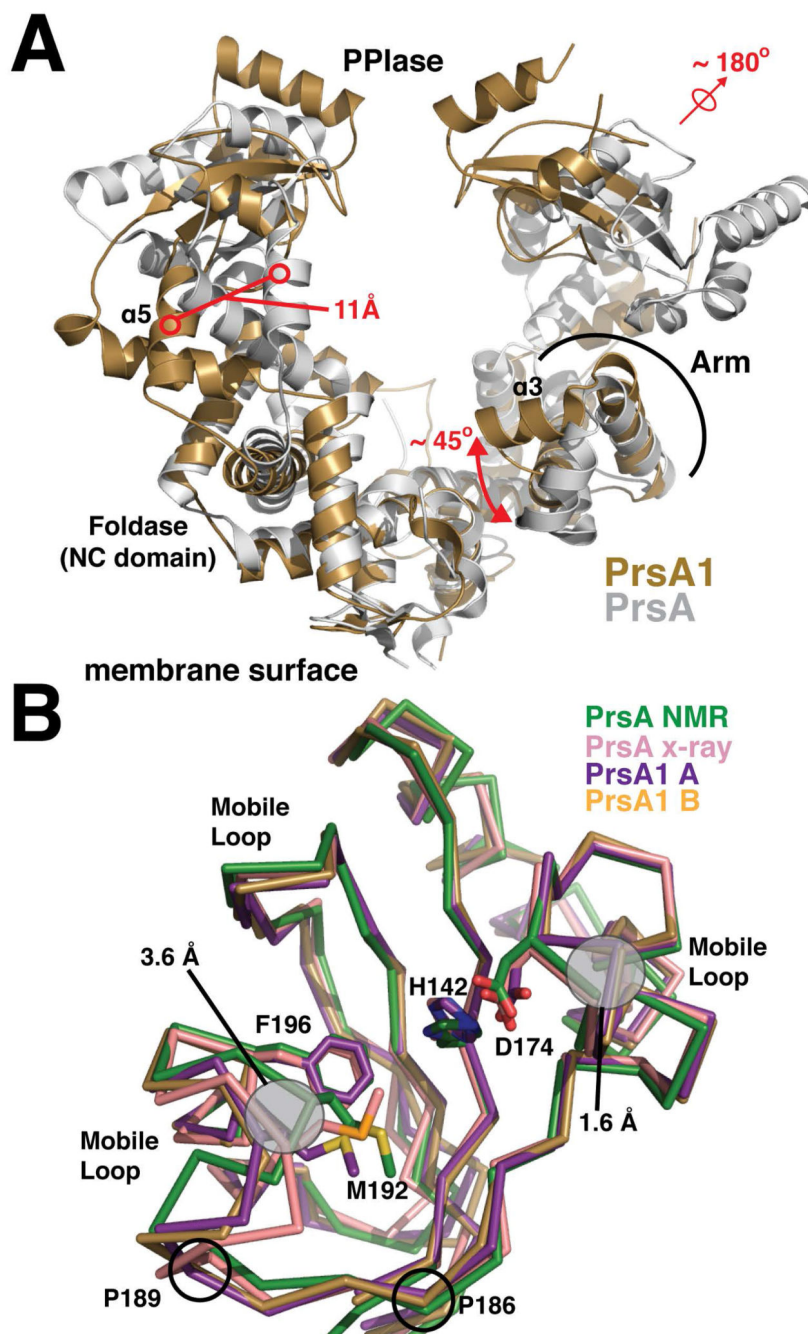 A
PPIase
~ 180°
α5
11Å
Arm
α3
~ 45°
Foldase
(NC domain)
PrsA1
PrsA
membrane surface
B
PrsA NMR
PrsA x-ray
PrsA1 A
PrsA1 B
Mobile
Loop
3.6 Å
H142
Mobile
Loop
F196
D174
1.6 Å
Mobile
Loop
M192
P189
P186